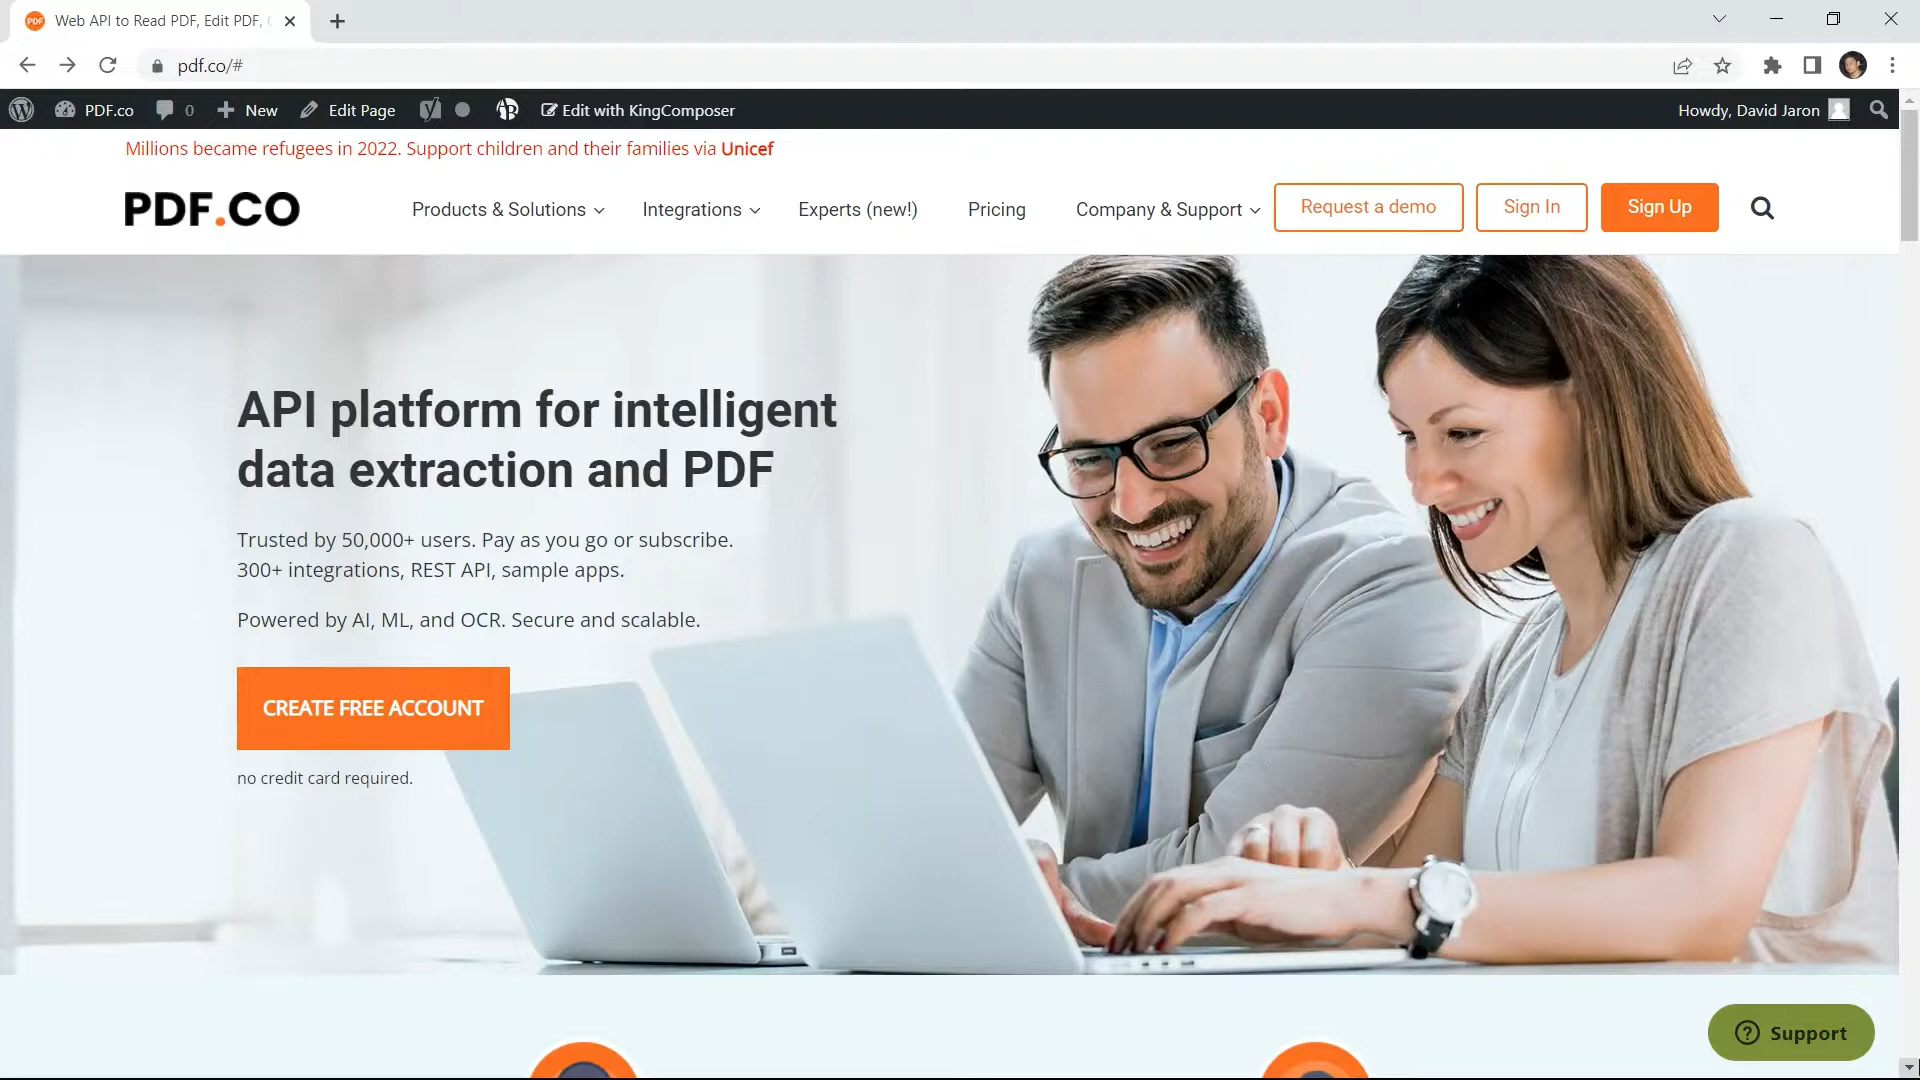 PDF Web API to Read PDF, Edit PDF,
pdf.co/#
PDF.co 0 New Edit Page Edit with KingComposer Howdy, David Jaron
Millions became refugees in 2022. Support children and their families via Unicef
PDF.CO Products & Solutions Integrations Experts (new!) Pricing Company & Support Request a demo Sign In Sign Up
API platform for intelligent
data extraction and PDF
Trusted by 50,000+ users. Pay as you go or subscribe.
300+ integrations, REST API, sample apps.
Powered by AI, ML, and OCR. Secure and scalable.
CREATE FREE ACCOUNT
no credit card required.
Support